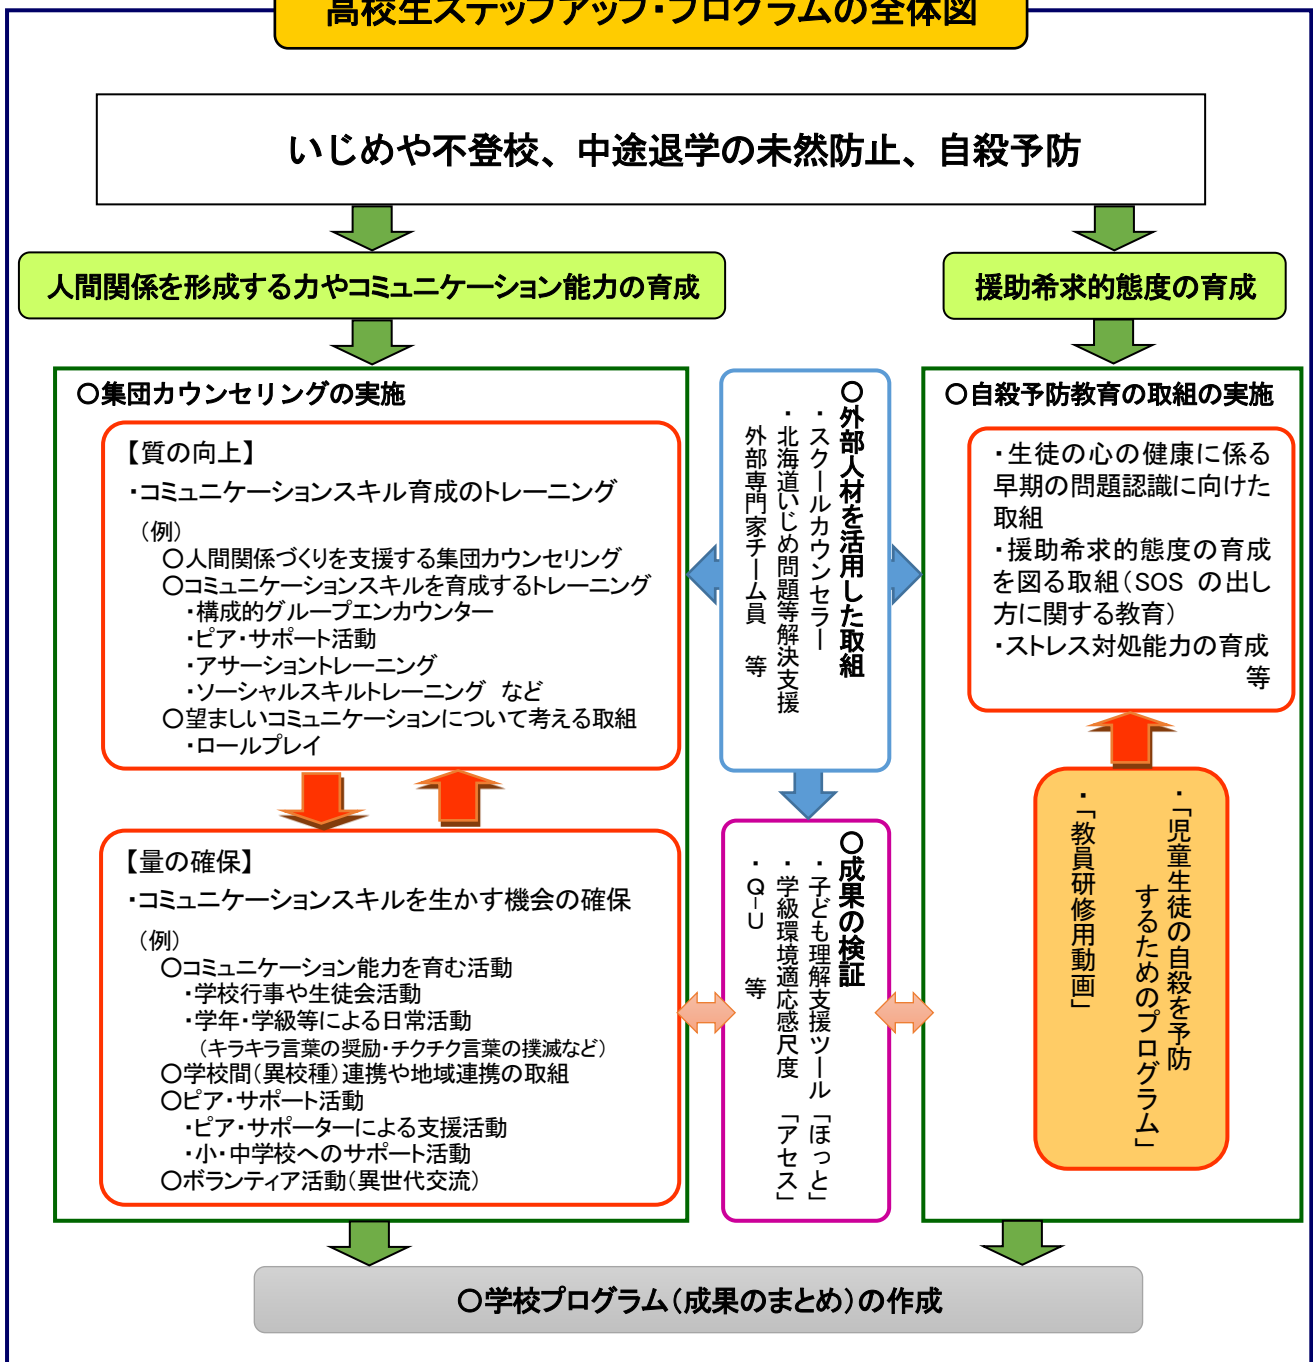 高校生ステップアップ・プログラムの全体図
いじめや不登校、中途退学の未然防止、自殺予防
人間関係を形成する力やコミュニケーション能力の育成
援助希求的態度の育成
○集団カウンセリングの実施
【質の向上】
・コミュニケーションスキル育成のトレーニング
（例）
○人間関係づくりを支援する集団カウンセリング
○コミュニケーションスキルを育成するトレーニング
・構成的グループエンカウンター
・ピア・サポート活動
・アサーショントレーニング
・ソーシャルスキルトレーニング など
○望ましいコミュニケーションについて考える取組
・ロールプレイ
【量の確保】
・コミュニケーションスキルを生かす機会の確保
（例）
○コミュニケーション能力を育む活動
・学校行事や生徒会活動
・学年・学級等による日常活動
（キラキラ言葉の奨励・チクチク言葉の撲滅など）
○学校間（異校種）連携や地域連携の取組
○ピア・サポート活動
・ピア・サポーターによる支援活動
・小・中学校へのサポート活動
○ボランティア活動（異世代交流）
○外部人材を活用した取組
・スクールカウンセラー
・北海道いじめ問題等解決支援
外部専門家チーム員 等
○成果の検証
・子ども理解支援ツール「ほっと」
・学級環境適応感尺度 「アセス」
・Q-U 等
○自殺予防教育の取組の実施
・生徒の心の健康に係る
早期の問題認識に向けた
取組
・援助希求的態度の育成
を図る取組（SOS の出し
方に関する教育）
・ストレス対処能力の育成
等
・「児童生徒の自殺を予防
するためのプログラム」
・「教員研修用動画」
○学校プログラム（成果のまとめ）の作成